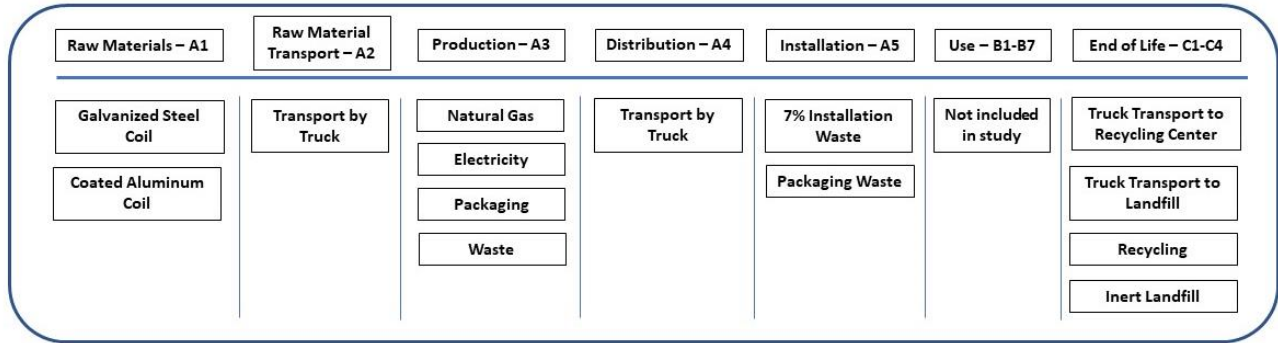 Raw Materials – A1
Raw Material
Transport – A2
Production – A3
Distribution – A4
Installation – A5
Use – B1-B7
End of Life – C1-C4
Galvanized Steel
Coil
Coated Aluminum
Coil
Transport by
Truck
Natural Gas
Electricity
Packaging
Waste
Transport by
Truck
7% Installation
Waste
Packaging Waste
Not included
in study
Truck Transport to
Recycling Center
Truck Transport to
Landfill
Recycling
Inert Landfill